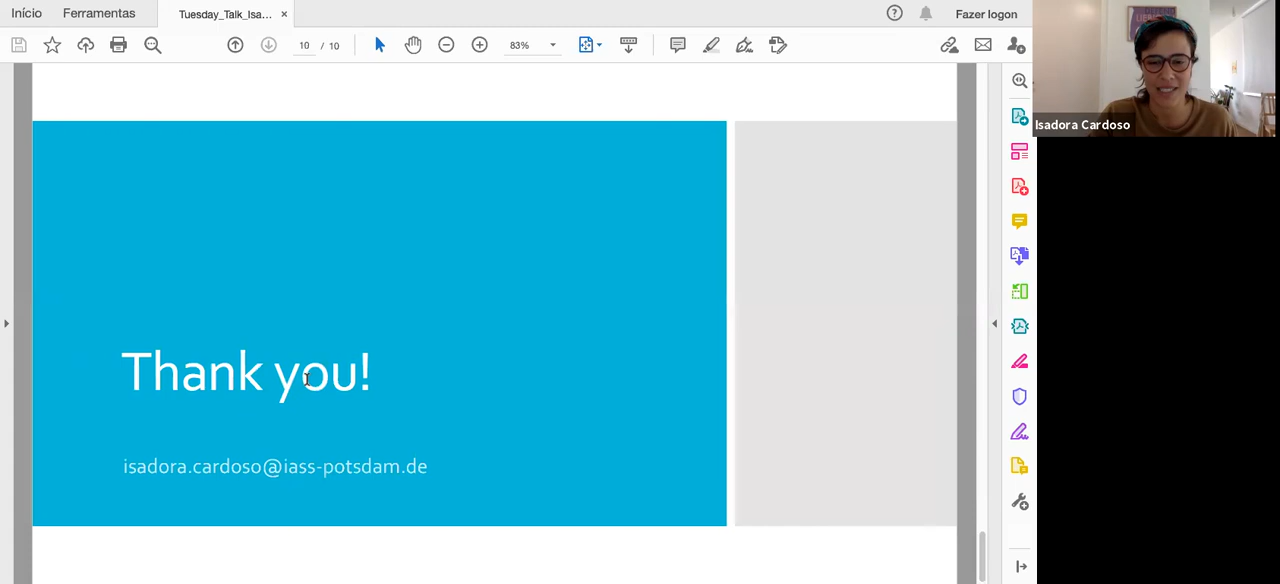 Início
Ferramentas
Tuesday_Talk_Isa...
Fazer logon
10 / 10
83%
Isadora Cardoso
Thank you!
isadora.cardoso@iass-potsdam.de